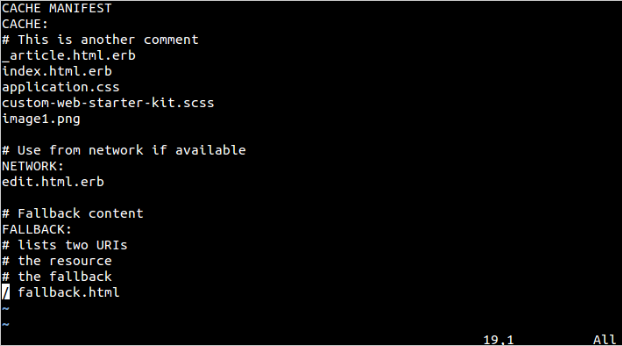 CACHE MANIFEST
CACHE:
# This is another comment
_article.html.erb
index.html.erb
application.css
custom-web-starter-kit.scss
image1.png

# Use from network if available
NETWORK:
edit.html.erb

# Fallback content
FALLBACK:
# lists two URIs
# the resource
# the fallback
/ fallback.html
~
~
19,1 All